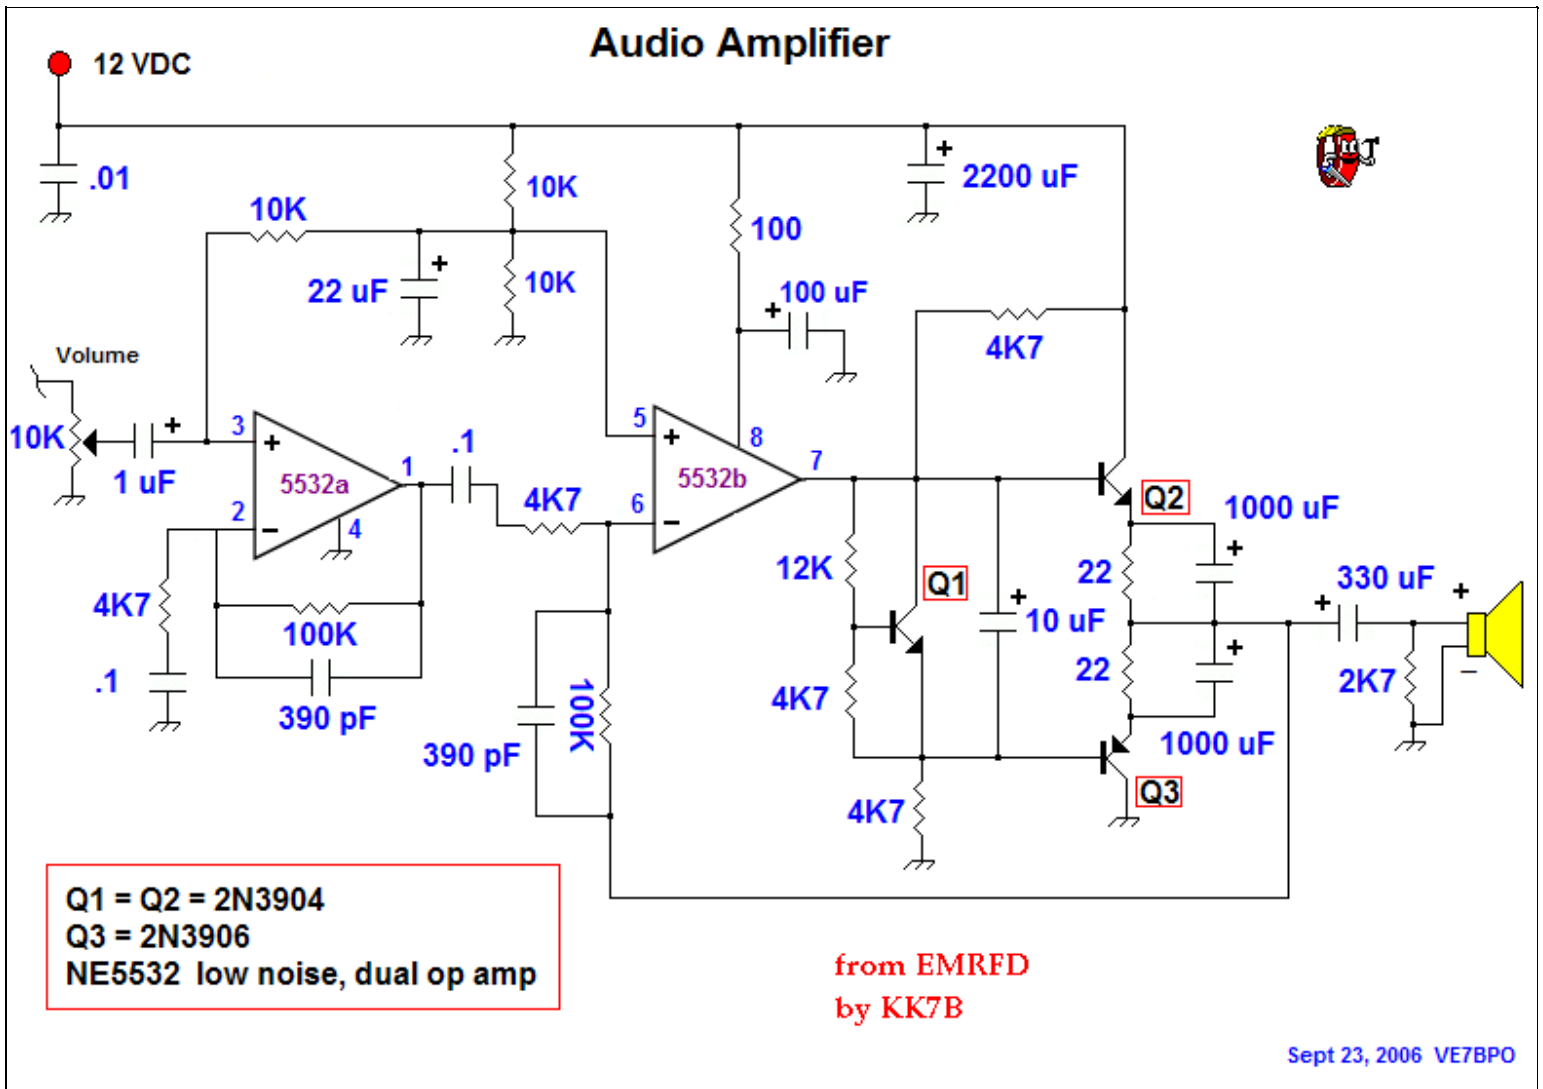 Audio Amplifier
12 VDC
.01
10K
10K
22 uF
10K
100
2200 uF
100 uF
+
+
+
4K7
Volume
10K
1 uF
+
3
+
5532a
1
2
−
4
.1
4K7
5
+
5532b
8
7
6
−
4K7
.1
100K
390 pF
390 pF
100K
12K
Q1
4K7
4K7
+
10 uF
Q2
1000 uF
+
22
22
+
1000 uF
Q3
330 uF
+
+
−
2K7
Q1 = Q2 = 2N3904
Q3 = 2N3906
NE5532 low noise, dual op amp
from EMRFD
by KK7B
Sept 23, 2006 VE7BPO